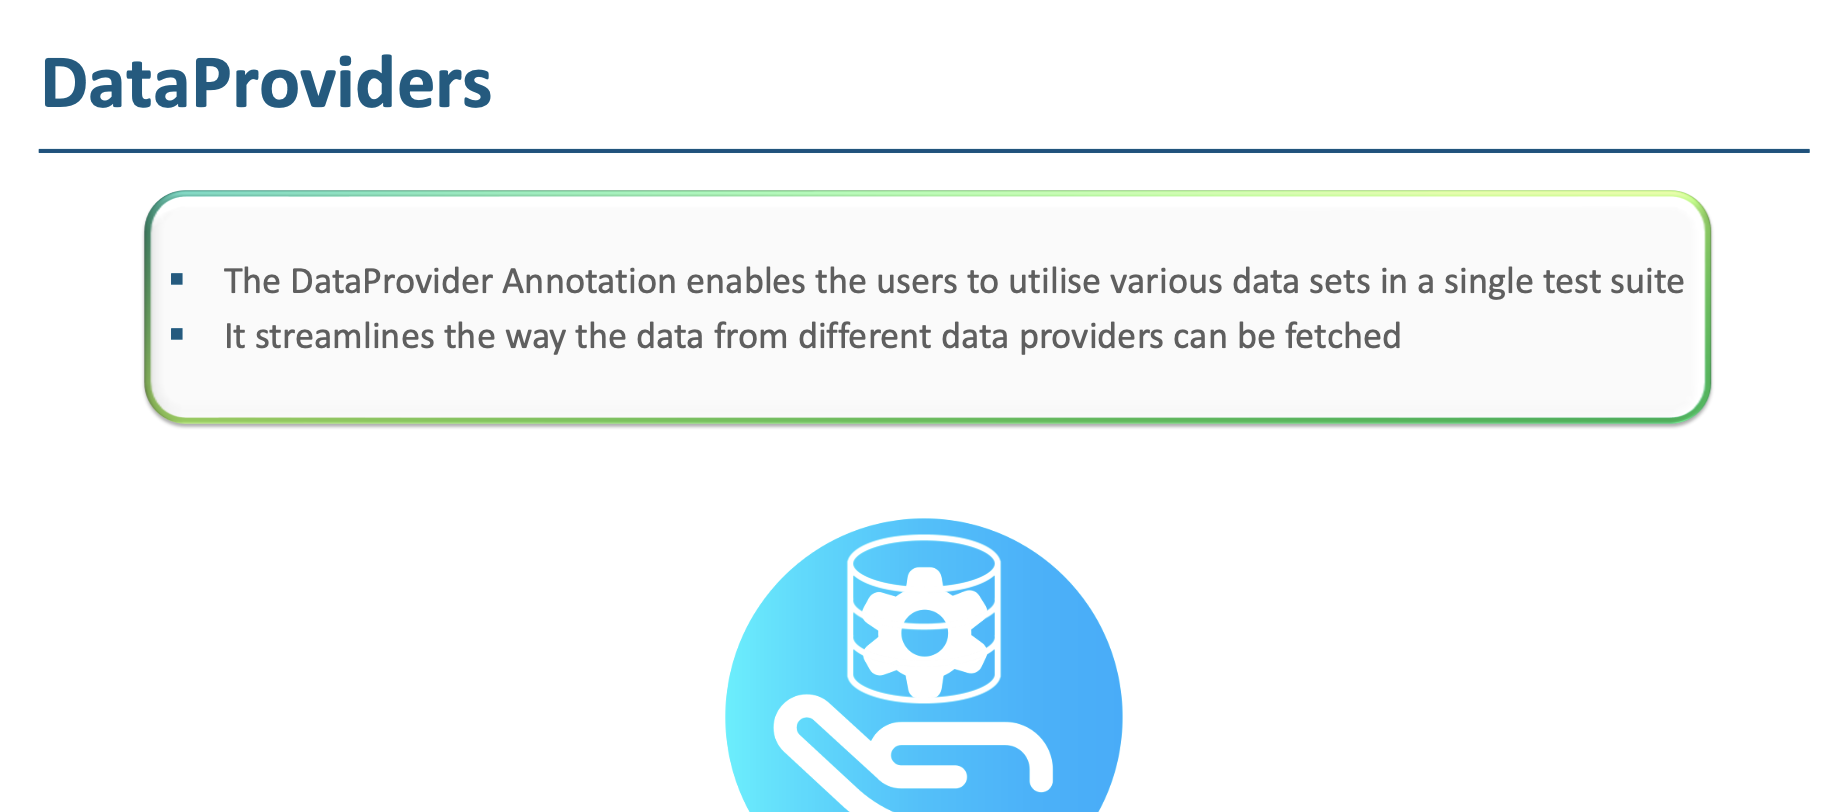 DataProviders
The DataProvider Annotation enables the users to utilise various data sets in a single test suite
It streamlines the way the data from different data providers can be fetched